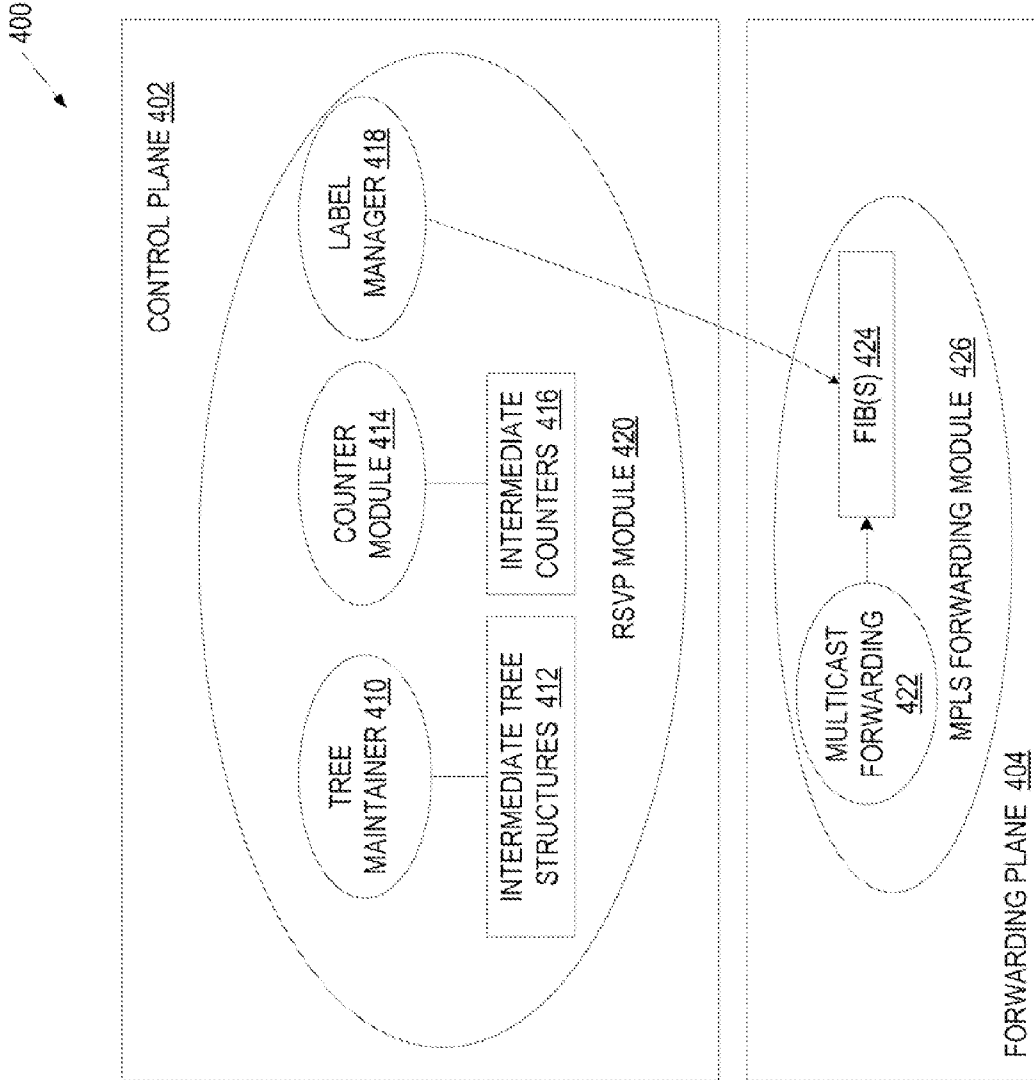 400
CONTROL PLANE 402
TREE
MAINTAINER 410
COUNTER
MODULE 414
LABEL
MANAGER 418
INTERMEDIATE TREE
STRUCTURES 412
INTERMEDIATE
COUNTERS 416
RSVP MODULE 420
MULTICAST
FORWARDING
422
FIB(S) 424
MPLS FORWARDING MODULE 426
FORWARDING PLANE 404